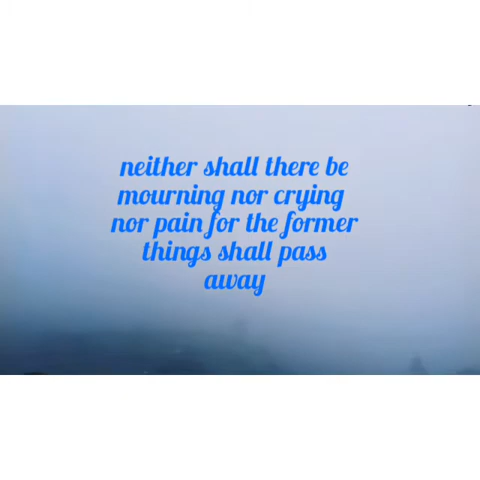 neither shall there be
mourning nor crying
nor pain for the former
things shall pass
away